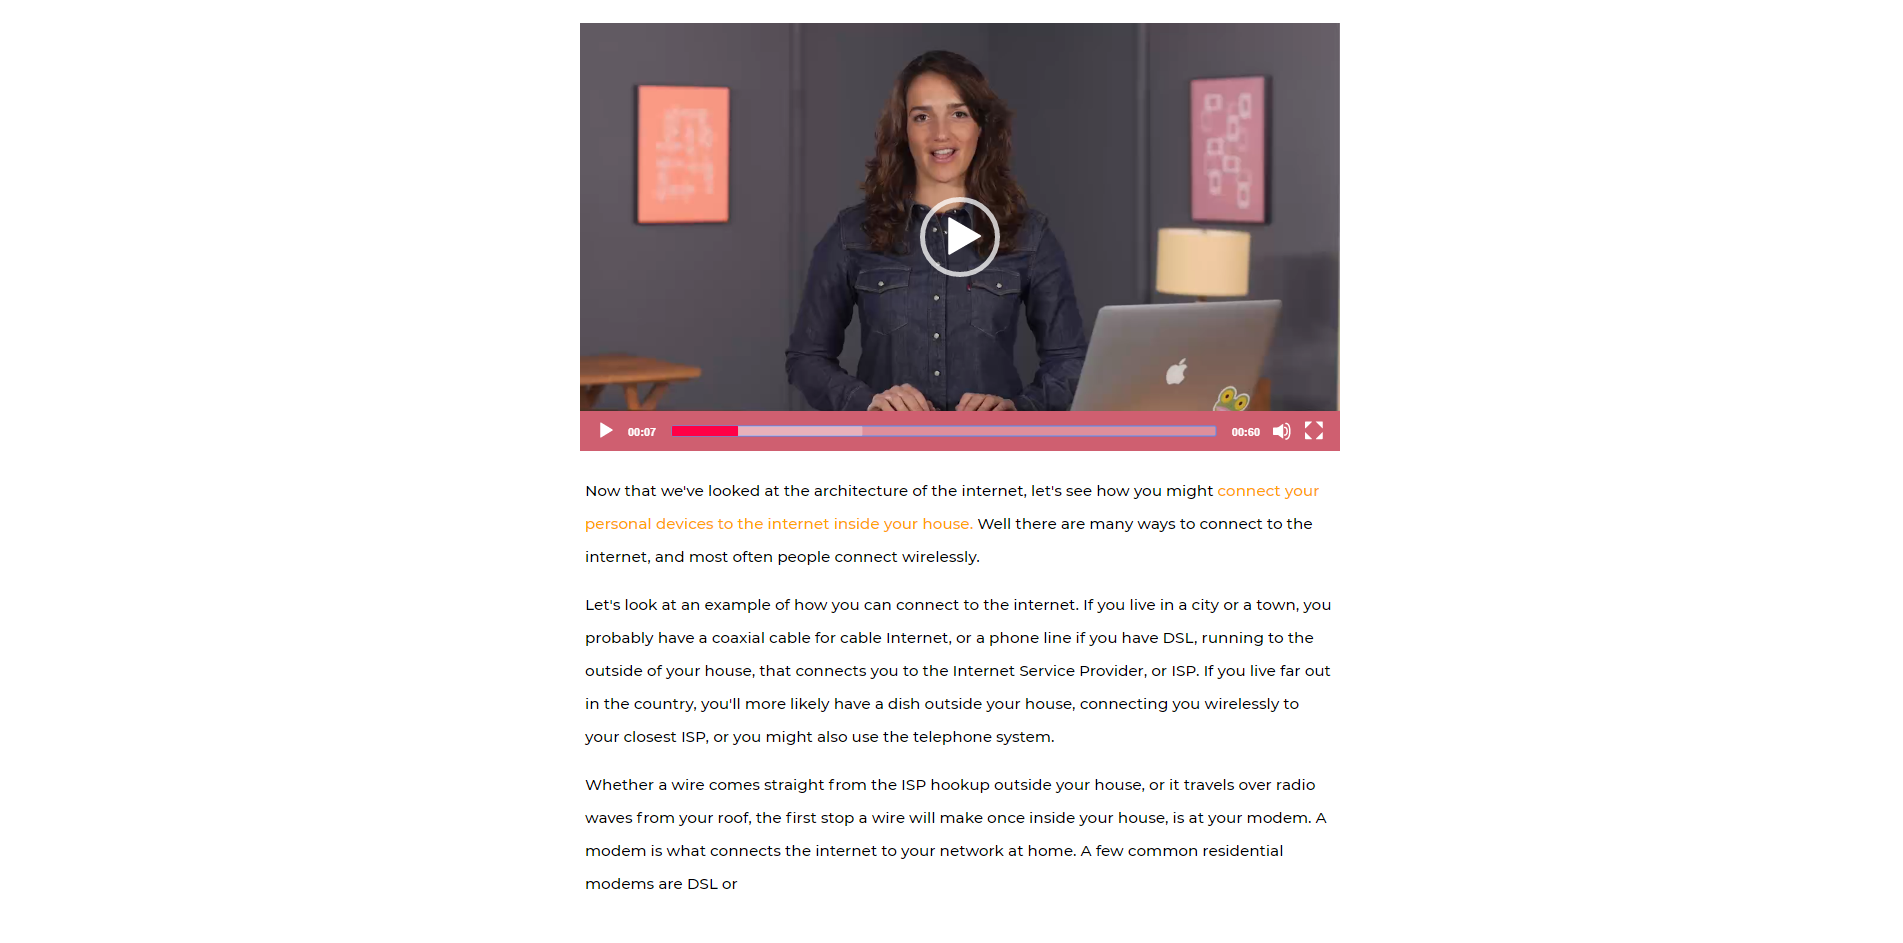 00:07
00:60
Now that we've looked at the architecture of the internet, let's see how you might connect your
personal devices to the internet inside your house. Well there are many ways to connect to the
internet, and most often people connect wirelessly.
Let's look at an example of how you can connect to the internet. If you live in a city or a town, you
probably have a coaxial cable for cable Internet, or a phone line if you have DSL, running to the
outside of your house, that connects you to the Internet Service Provider, or ISP. If you live far out
in the country, you'll more likely have a dish outside your house, connecting you wirelessly to
your closest ISP, or you might also use the telephone system.
Whether a wire comes straight from the ISP hookup outside your house, or it travels over radio
waves from your roof, the first stop a wire will make once inside your house, is at your modem. A
modem is what connects the internet to your network at home. A few common residential
modems are DSL or